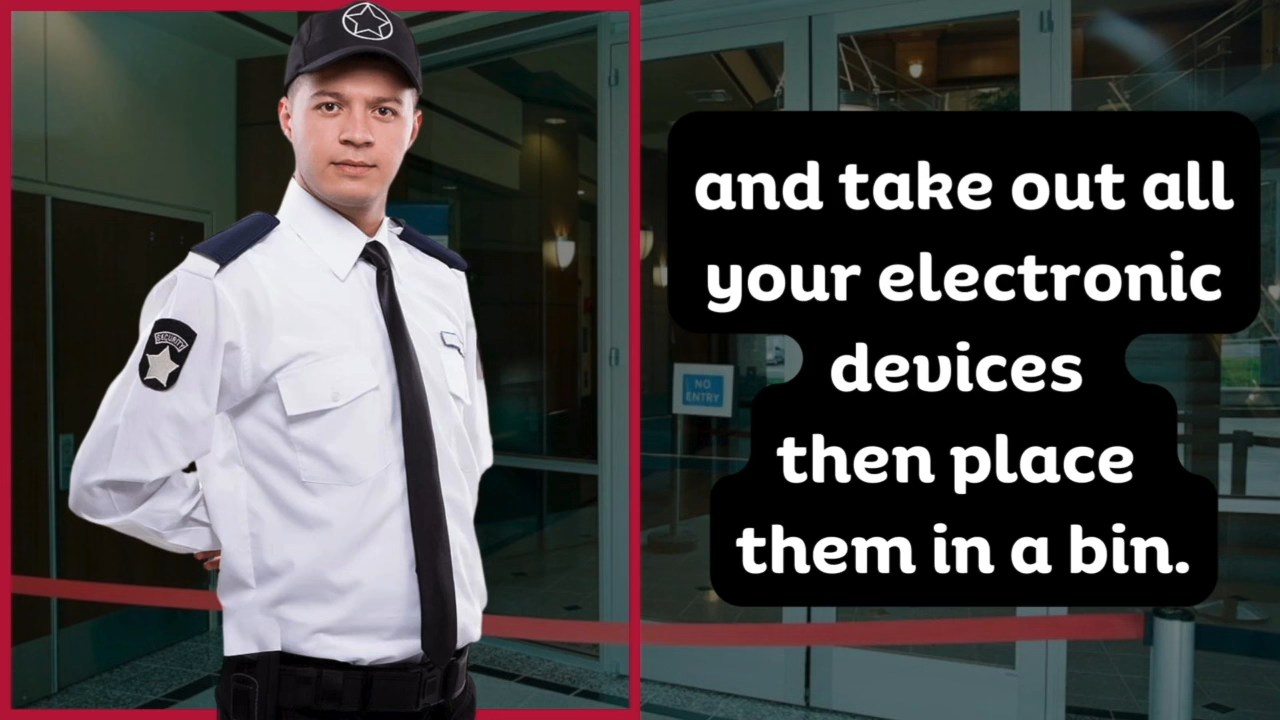 and take out all
your electronic
devices
then place
them in a bin.
SECURITY
NO
ENTRY